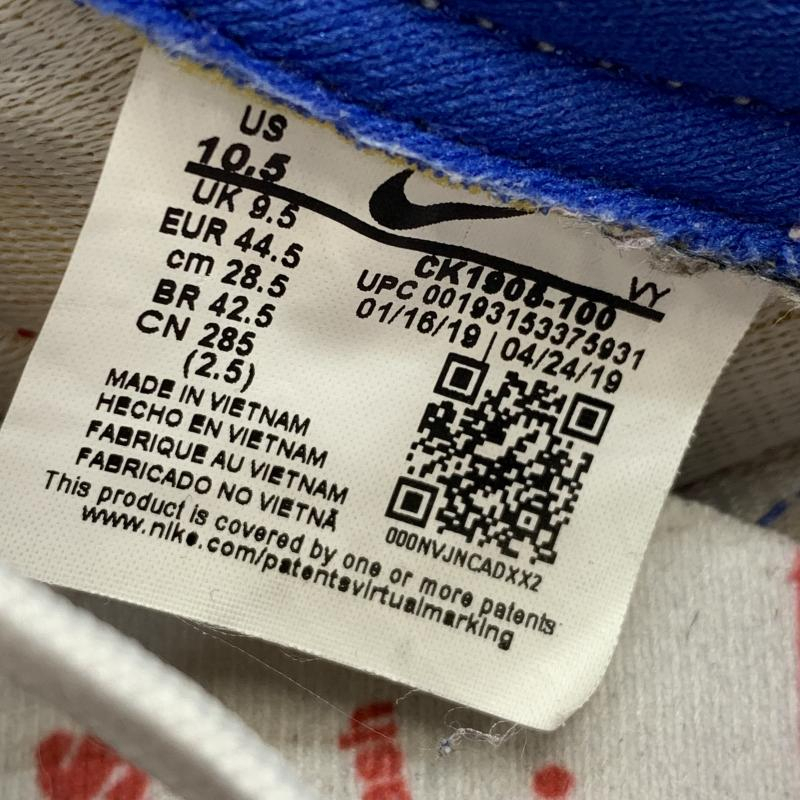 US
10.5
UK 9.5
EUR 44.5
cm 28.5
BR 42.5
CN 285
(2.5)
VY
CK1908-100
UPC 00193153375931
01/16/19 | 04/24/19
MADE IN VIETNAM
HECHO EN VIETNAM
FABRIQUE AU VIETNAM
FABRICADO NO VIETNÃ
000NVJNCADXX2
This product is covered by one or more patents
www.nike.com/patentsvirtualmarking